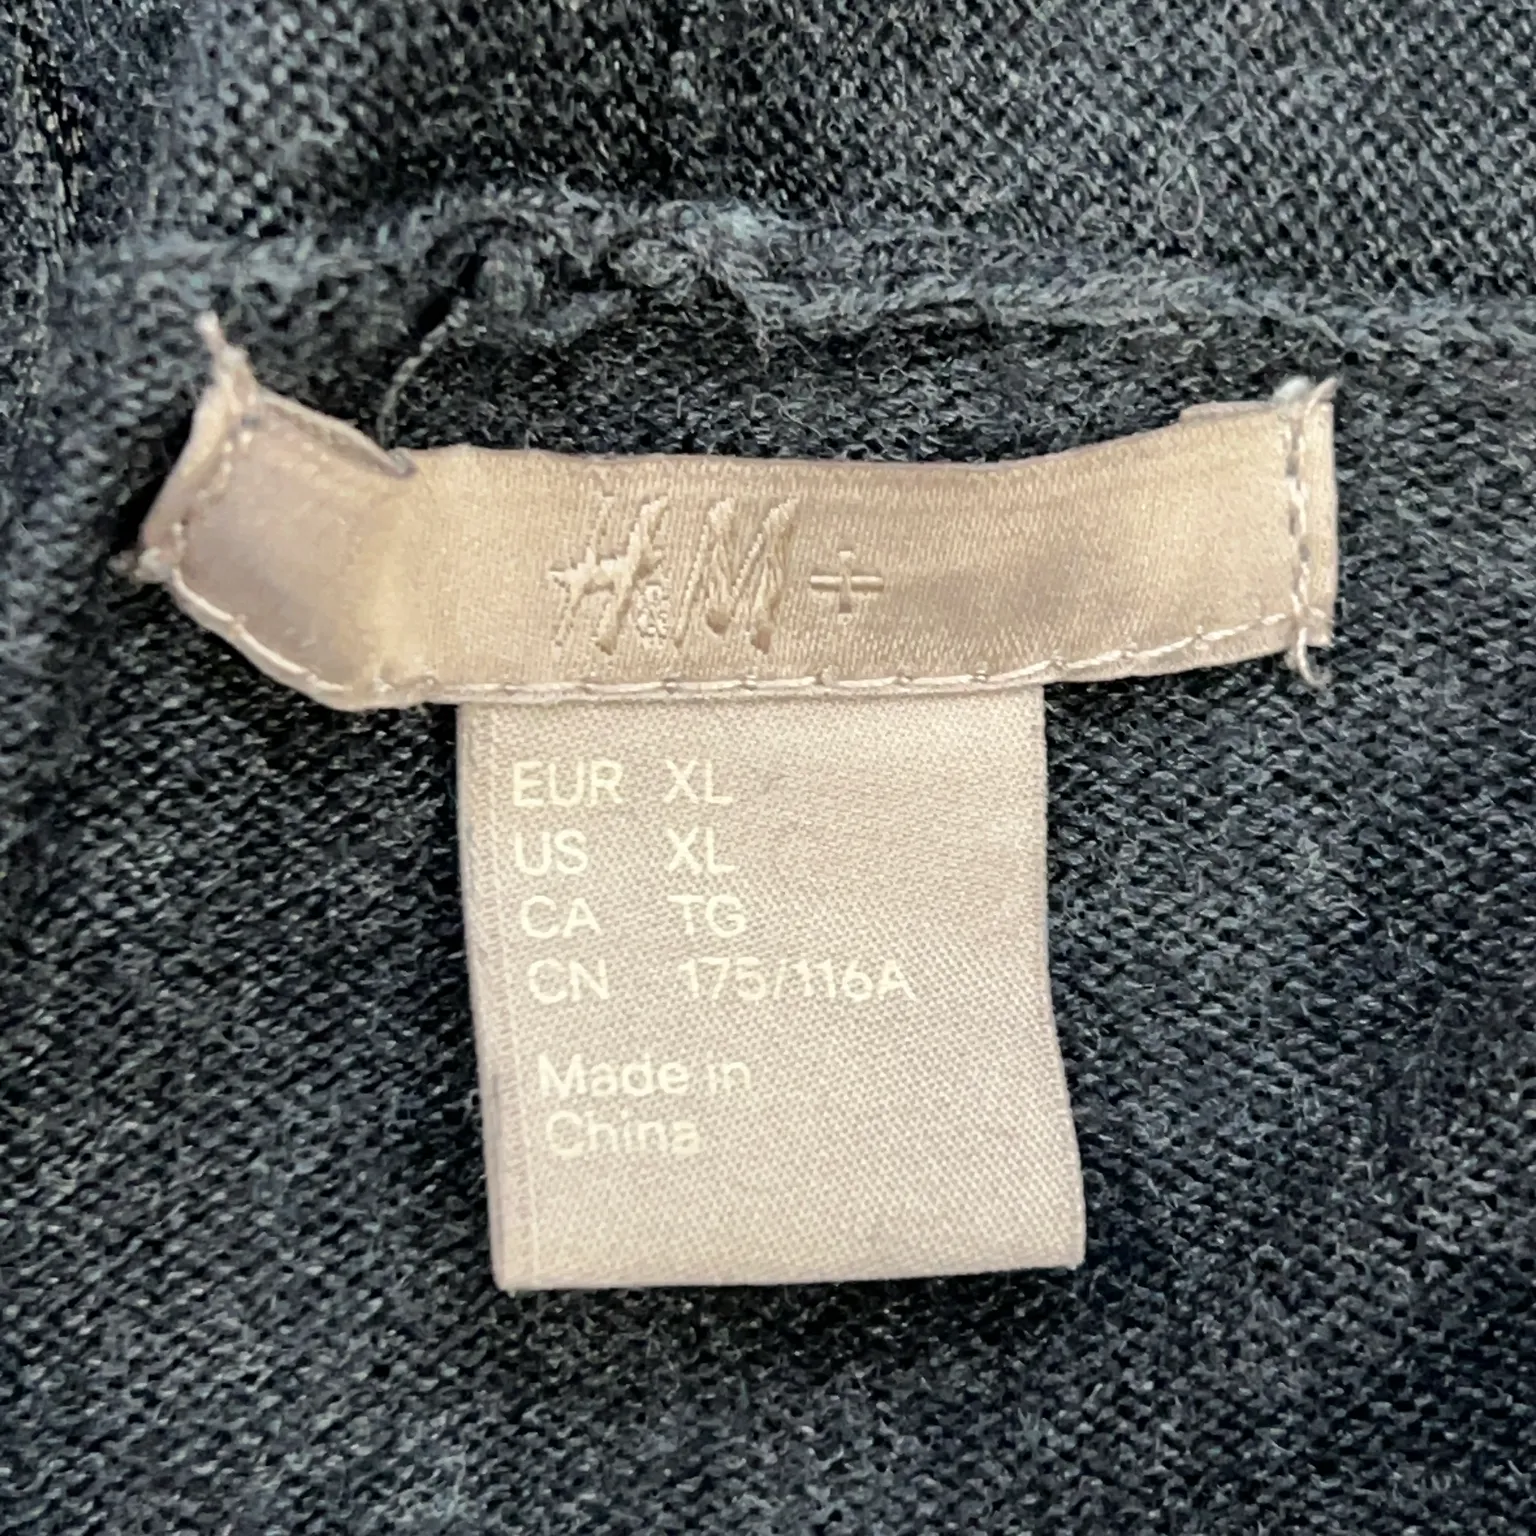 H&M+
EUR XL
US XL
CA TG
CN 175/116A
Made in
China